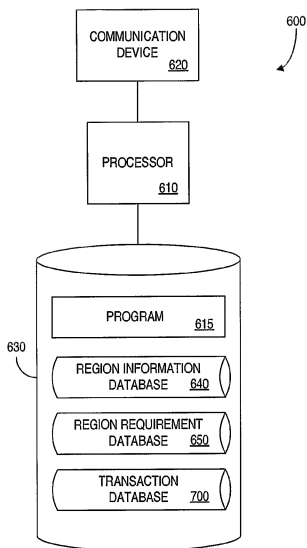 600
COMMUNICATION
DEVICE
620
PROCESSOR
610
630
PROGRAM
615
REGION INFORMATION
DATABASE 640
REGION REQUIREMENT
DATABASE 650
TRANSACTION
DATABASE 700